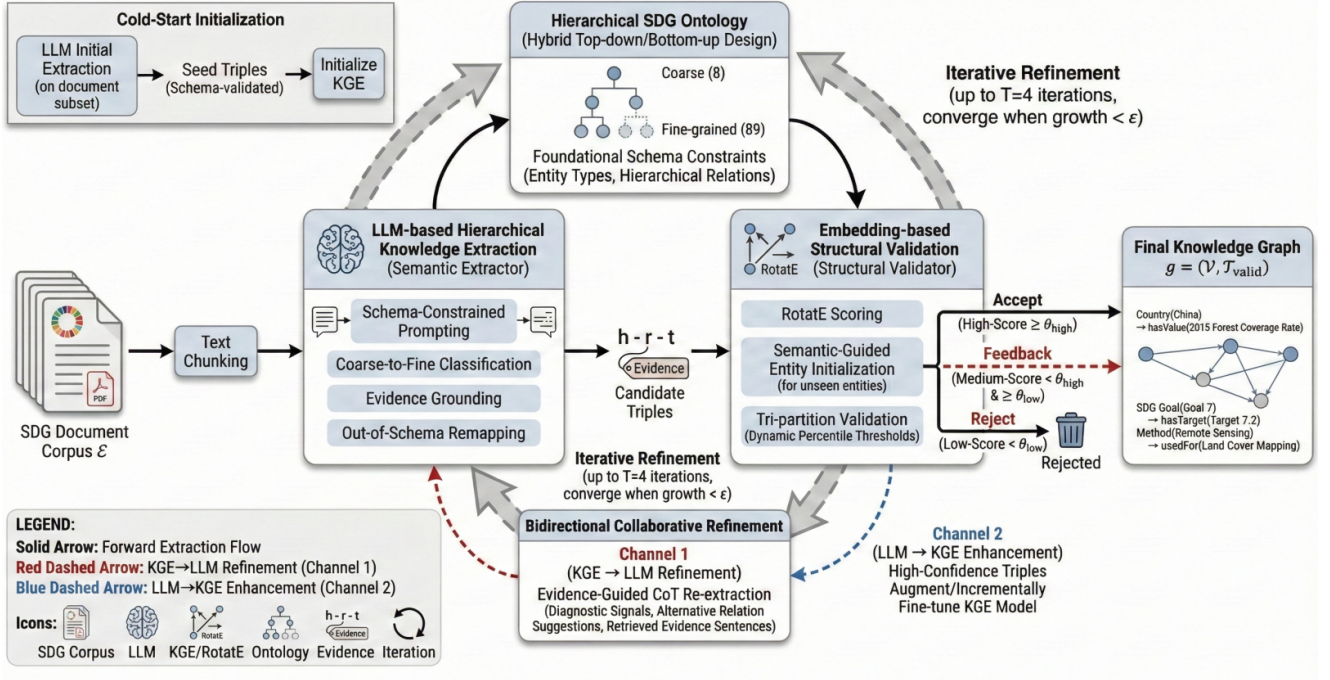 Cold-Start Initialization
LLM Initial
Extraction
(on document
subset)
Seed Triples
(Schema-validated)
Initialize
KGE
Hierarchical SDG Ontology
(Hybrid Top-down/Bottom-up Design)
Coarse (8)
Fine-grained (89)
Foundational Schema Constraints
(Entity Types, Hierarchical Relations)
Iterative Refinement
(up to T=4 iterations,
converge when growth < ε)
PDF
SDG Document
Corpus ℰ
Text
Chunking
LLM-based Hierarchical
Knowledge Extraction
(Semantic Extractor)
Schema-Constrained
Prompting
Coarse-to-Fine Classification
Evidence Grounding
Out-of-Schema Remapping
h-r-t
Evidence
Candidate
Triples
RotatE
Embedding-based
Structural Validation
(Structural Validator)
RotatE Scoring
Semantic-Guided
Entity Initialization
(for unseen entities)
Tri-partition Validation
(Dynamic Percentile Thresholds)
Accept
(High-Score ≥ θhigh)
Feedback
(Medium-Score < θhigh
& ≥ θlow)
Reject
(Low-Score < θlow)
Rejected
Final Knowledge Graph
g = (𝒱, 𝒯valid)
Country(China)
→ hasValue(2015 Forest Coverage Rate)
SDG Goal(Goal 7)
→ hasTarget(Target 7.2)
Method(Remote Sensing)
→ usedFor(Land Cover Mapping)
Iterative Refinement
(up to T=4 iterations,
converge when growth < ε)
Bidirectional Collaborative Refinement
Channel 1
(KGE → LLM Refinement)
Evidence-Guided CoT Re-extraction
(Diagnostic Signals, Alternative Relation
Suggestions, Retrieved Evidence Sentences)
Channel 2
(LLM → KGE Enhancement)
High-Confidence Triples
Augment/Incrementally
Fine-tune KGE Model
LEGEND:
Solid Arrow: Forward Extraction Flow
Red Dashed Arrow: KGE→LLM Refinement (Channel 1)
Blue Dashed Arrow: LLM→KGE Enhancement (Channel 2)
Icons:
RotatE
h-r-t
Evidence
SDG Corpus LLM KGE/RotatE Ontology Evidence Iteration